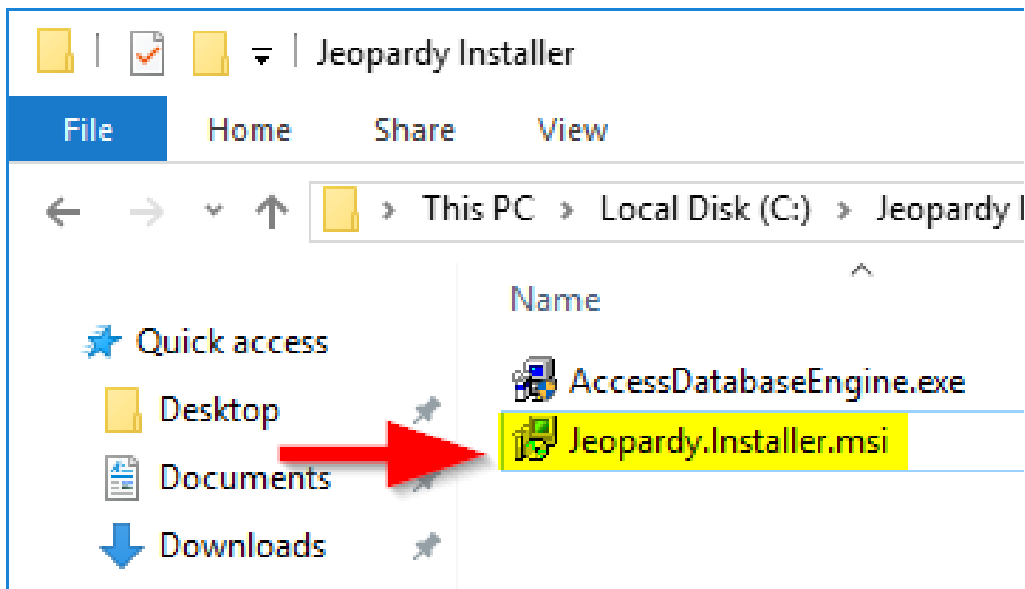 Jeopardy Installer
File Home Share View
This PC > Local Disk (C:) > Jeopardy
Name
Quick access
AccessDatabaseEngine.exe
Desktop
Jeopardy.Installer.msi
Documents
Downloads